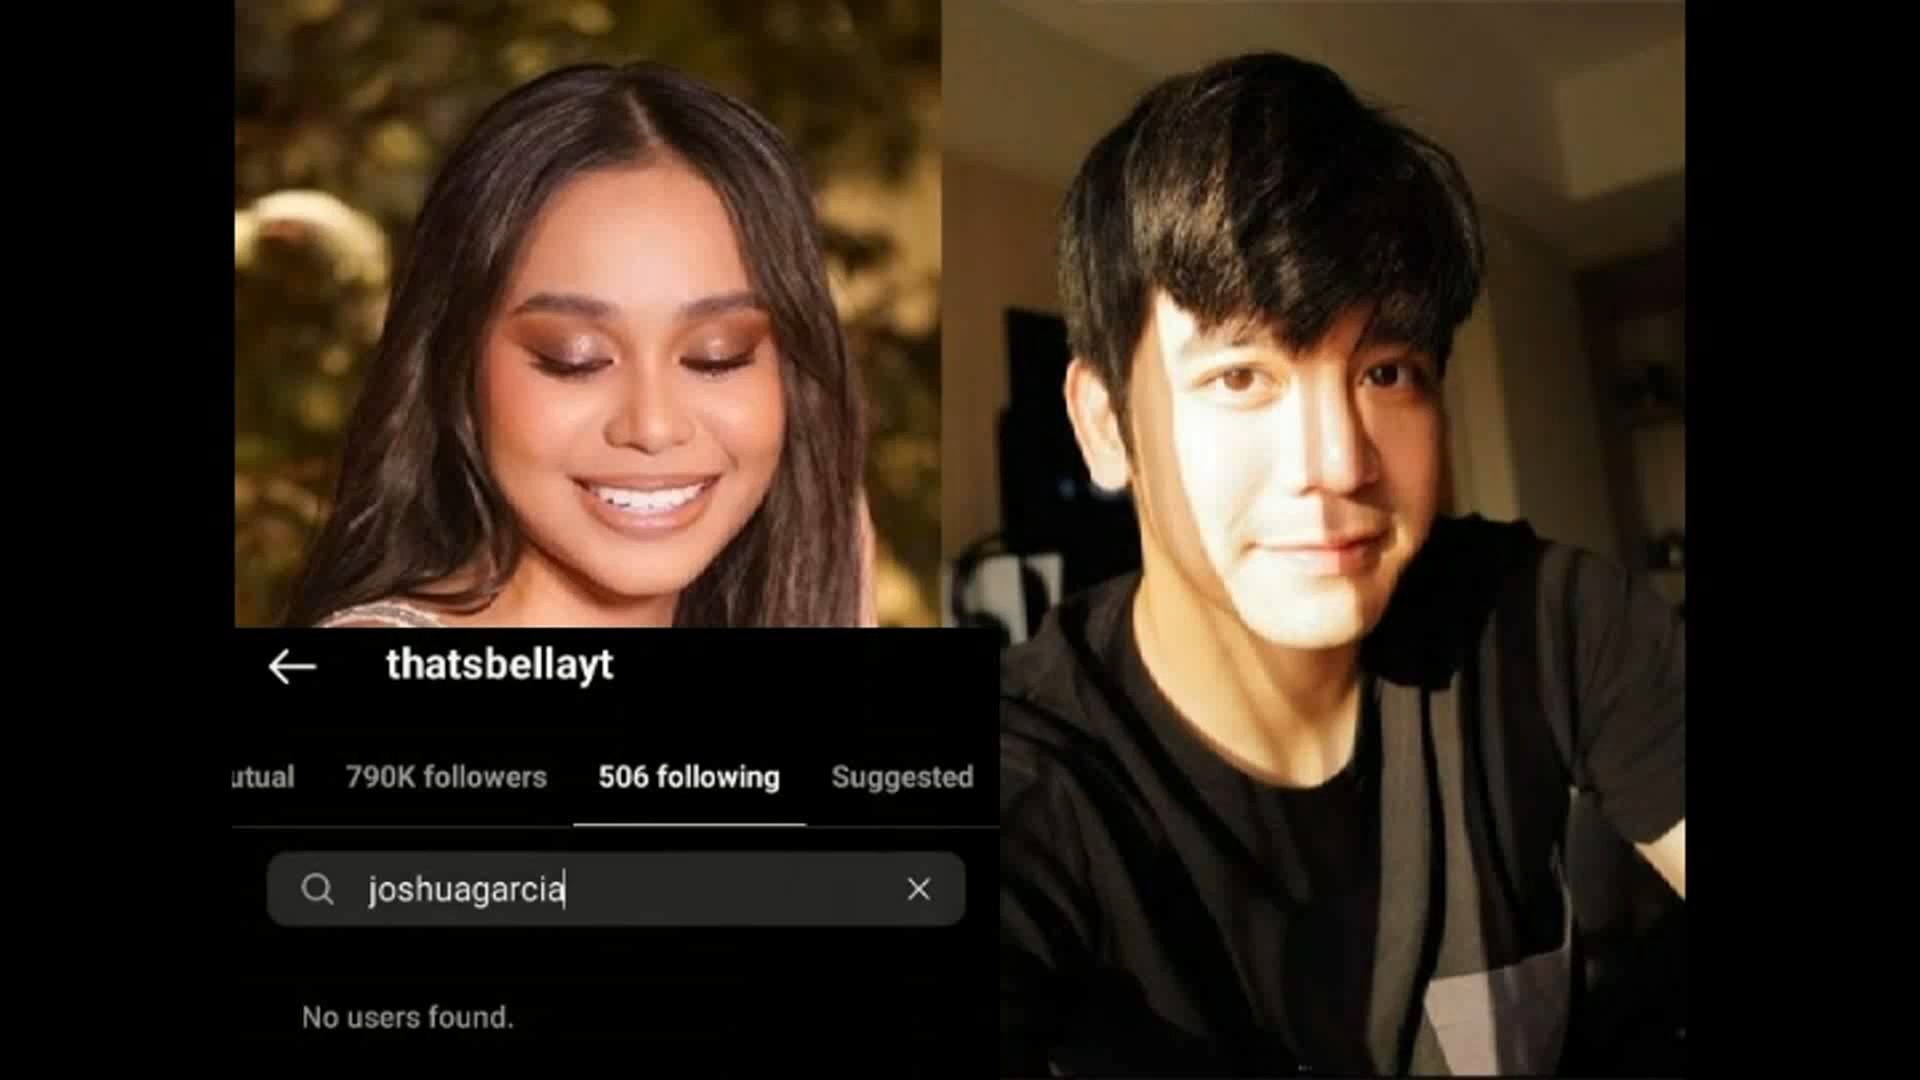 thatsbellayt
utual 790K followers 506 following Suggested
joshuagarcia
No users found.